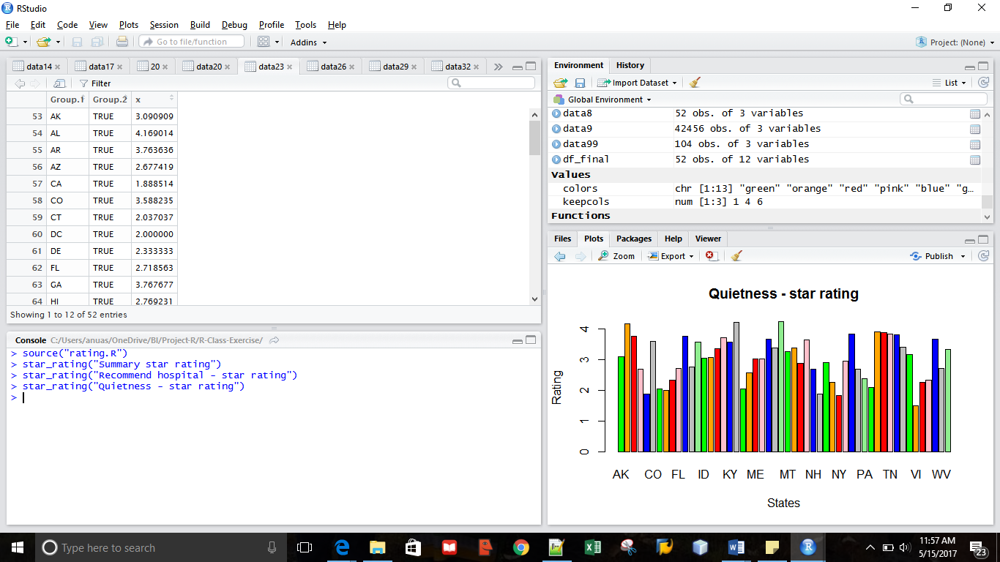 RStudio
File Edit Code View Plots Session Build Debug Profile Tools Help
Go to file/function Addins Project: (None)
data14 data17 20 data20 data23 data26 data29 data32
Filter
Group.1 Group.2 x
53 AK TRUE 3.090909
54 AL TRUE 4.169014
55 AR TRUE 3.763636
56 AZ TRUE 2.677419
57 CA TRUE 1.888514
58 CO TRUE 3.588235
59 CT TRUE 2.037037
60 DC TRUE 2.000000
61 DE TRUE 2.333333
62 FL TRUE 2.718563
63 GA TRUE 3.767677
64 HI TRUE 2.769231
Showing 1 to 12 of 52 entries
Console C:/Users/anuas/OneDrive/BI/Project-R/R-Class-Exercise/
> source("rating.R")
> star_rating("Summary star rating")
> star_rating("Recommend hospital - star rating")
> star_rating("Quietness - star rating")
>
Environment History
Import Dataset List
Global Environment
data8 52 obs. of 3 variables
data9 42456 obs. of 3 variables
data99 104 obs. of 3 variables
df_final 52 obs. of 12 variables
Values
colors chr [1:13] "green" "orange" "red" "pink" "blue" "g…
keepcols num [1:3] 1 4 6
Functions
Files Plots Packages Help Viewer
Zoom Export Publish
Quietness - star rating
Rating
4
3
2
1
0
AK CO FL ID KY ME MT NH NY PA TN VI WV
States
Type here to search
11:57 AM
5/15/2017
23